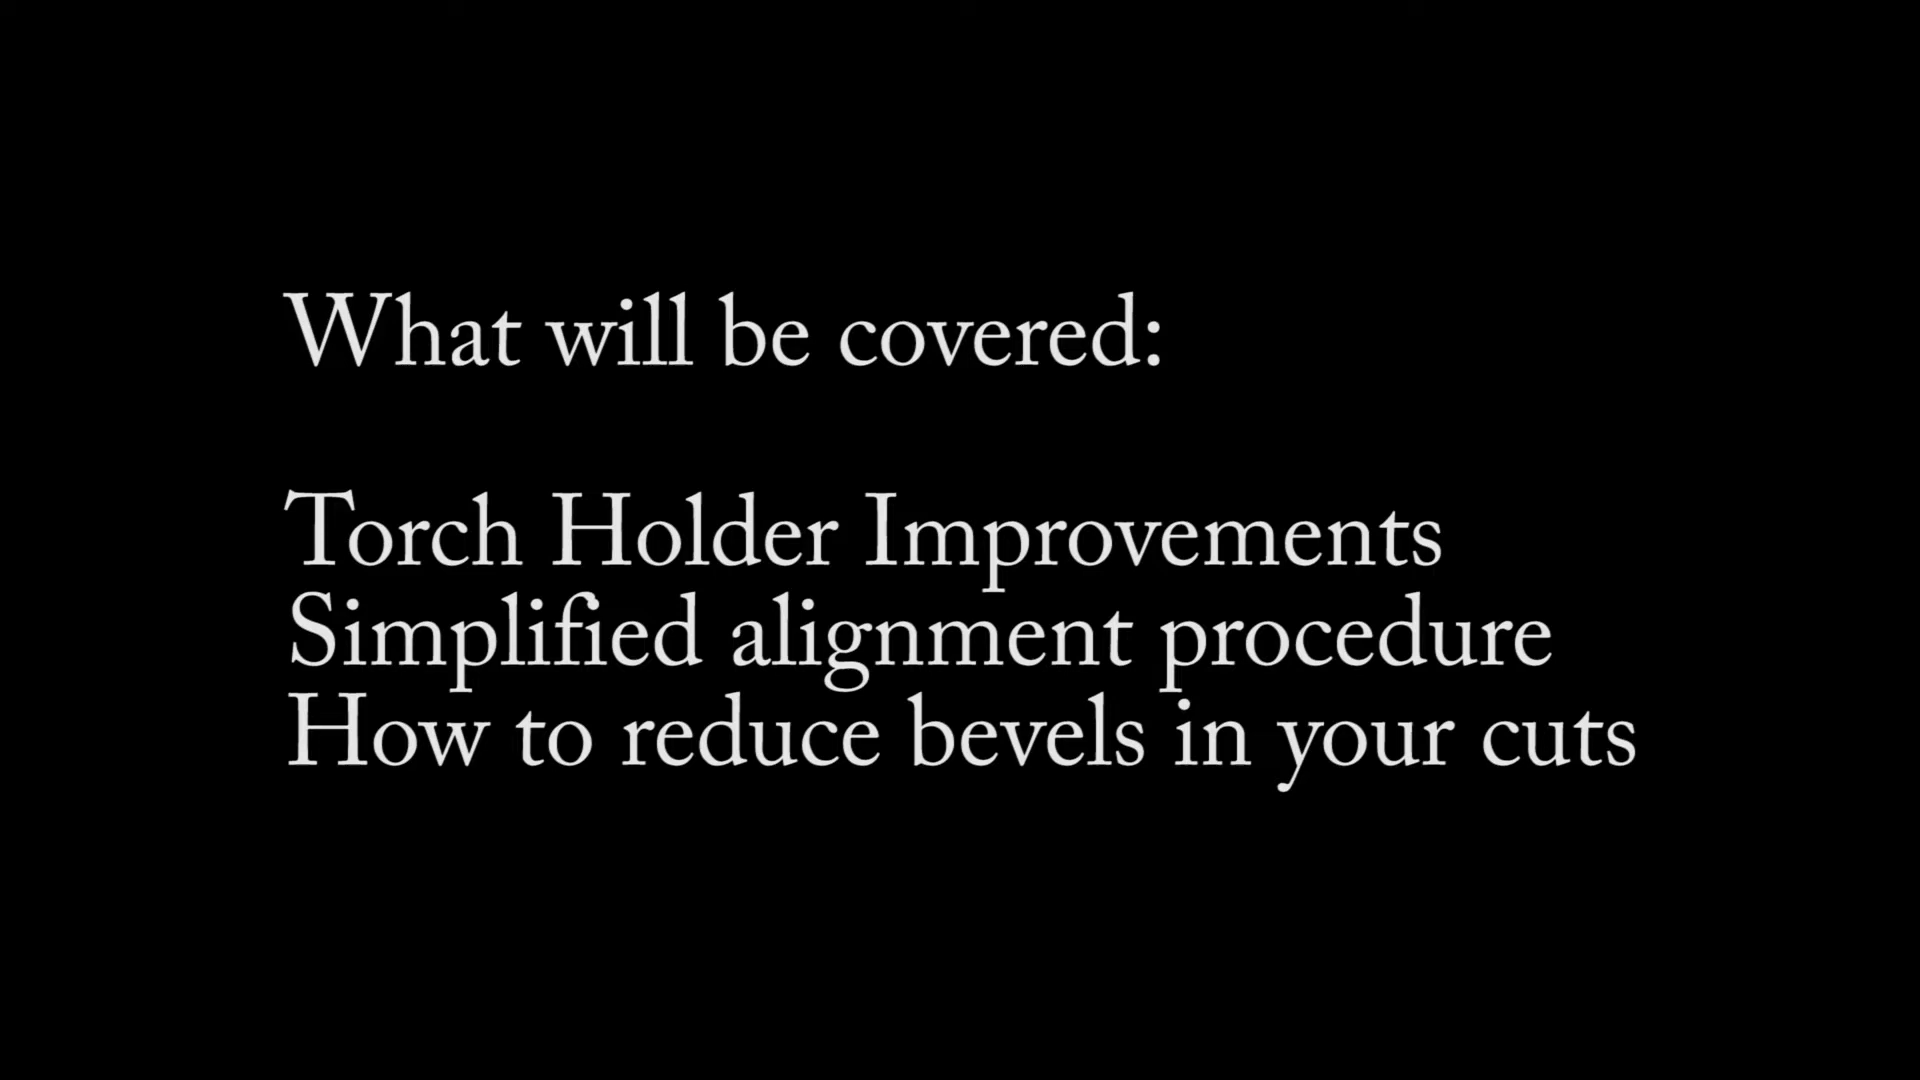 What will be covered:
Torch Holder Improvements
Simplified alignment procedure
How to reduce bevels in your cuts